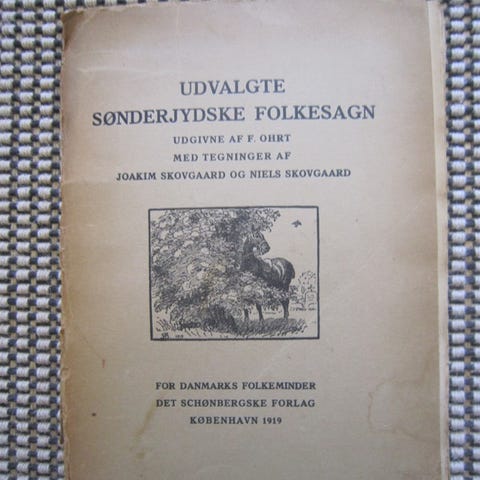 UDVALGTE
SØNDERJYDSKE FOLKESAGN
UDGIVNE AF F. OHRT
MED TEGNINGER AF
JOAKIM SKOVGAARD OG NIELS SKOVGAARD
FOR DANMARKS FOLKEMINDER
DET SCHØNBERGSKE FORLAG
KØBENHAVN 1919